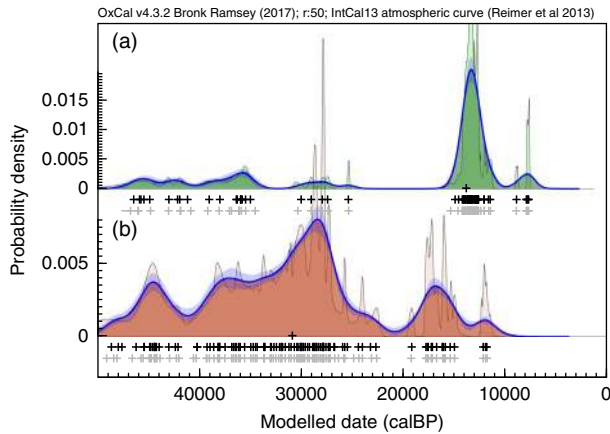 OxCal v4.3.2 Bronk Ramsey (2017); r:50; IntCal13 atmospheric curve (Reimer et al 2013)
(a)
0.015
0.01
0.005
0
(b)
0.005
0
Probability density
40000 30000 20000 10000 0
Modelled date (calBP)